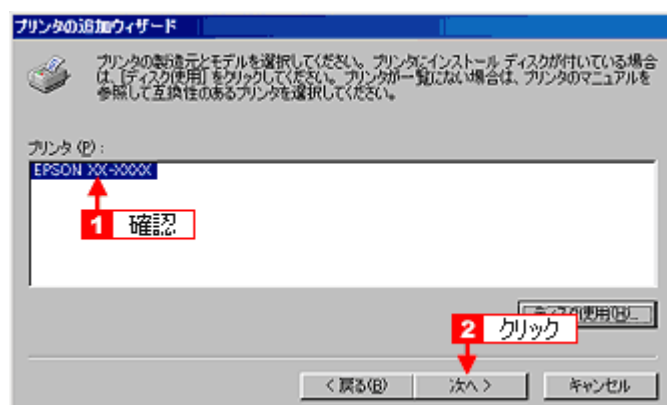 プリンタの追加ウィザード
プリンタの製造元とモデルを選択してください。プリンタにインストール ディスクが付いている場合
は、[ディスク使用] をクリックしてください。プリンタが一覧にない場合は、プリンタのマニュアルを
参照して互換性のあるプリンタを選択してください。
プリンタ (P) :
EPSON XX-XXXX
1 確認
ディスク使用(H)...
2 クリック
< 戻る(B) 次へ > キャンセル